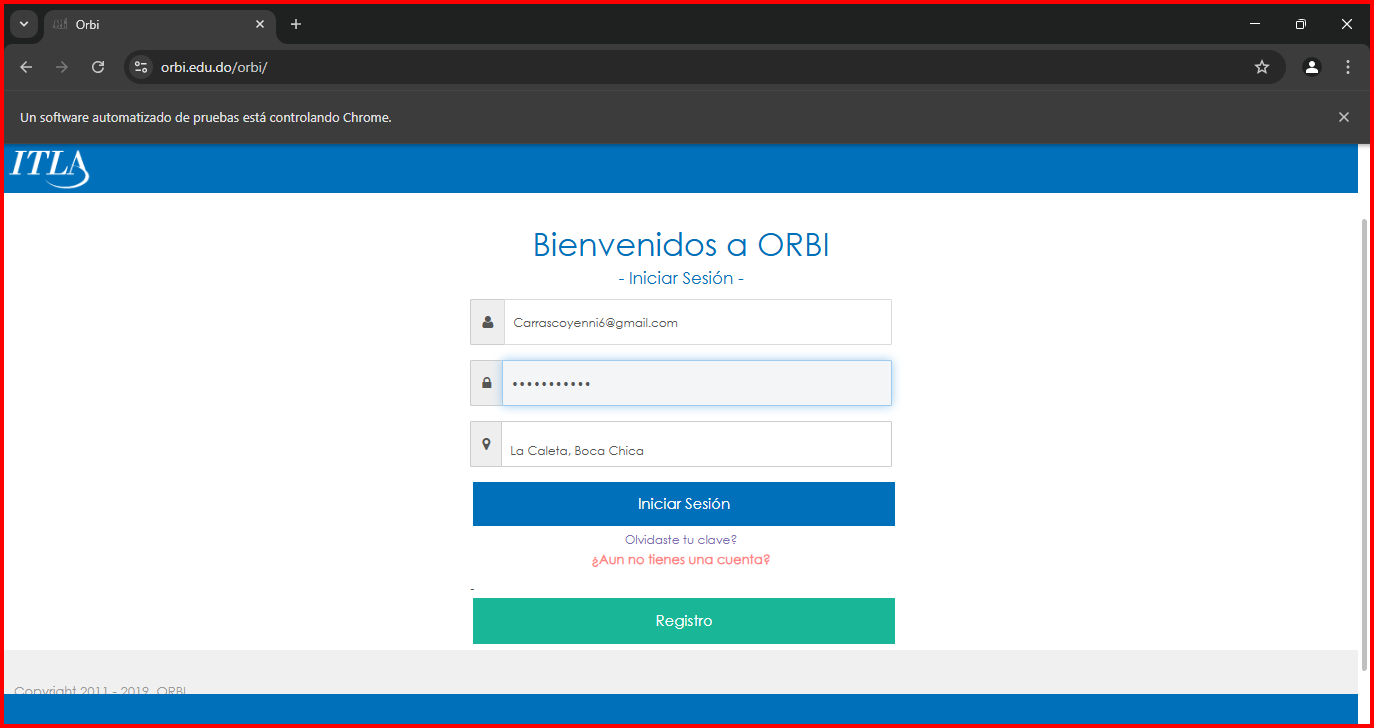 Orbi
orbi.edu.do/orbi/
Un software automatizado de pruebas está controlando Chrome.
ITLA
Bienvenidos a ORBI
- Iniciar Sesión -
Carrascoyenni6@gmail.com
•••••••••••
La Caleta, Boca Chica
Iniciar Sesión
Olvidaste tu clave?
¿Aun no tienes una cuenta?
-
Registro
Copyright 2011 - 2019 ORBI